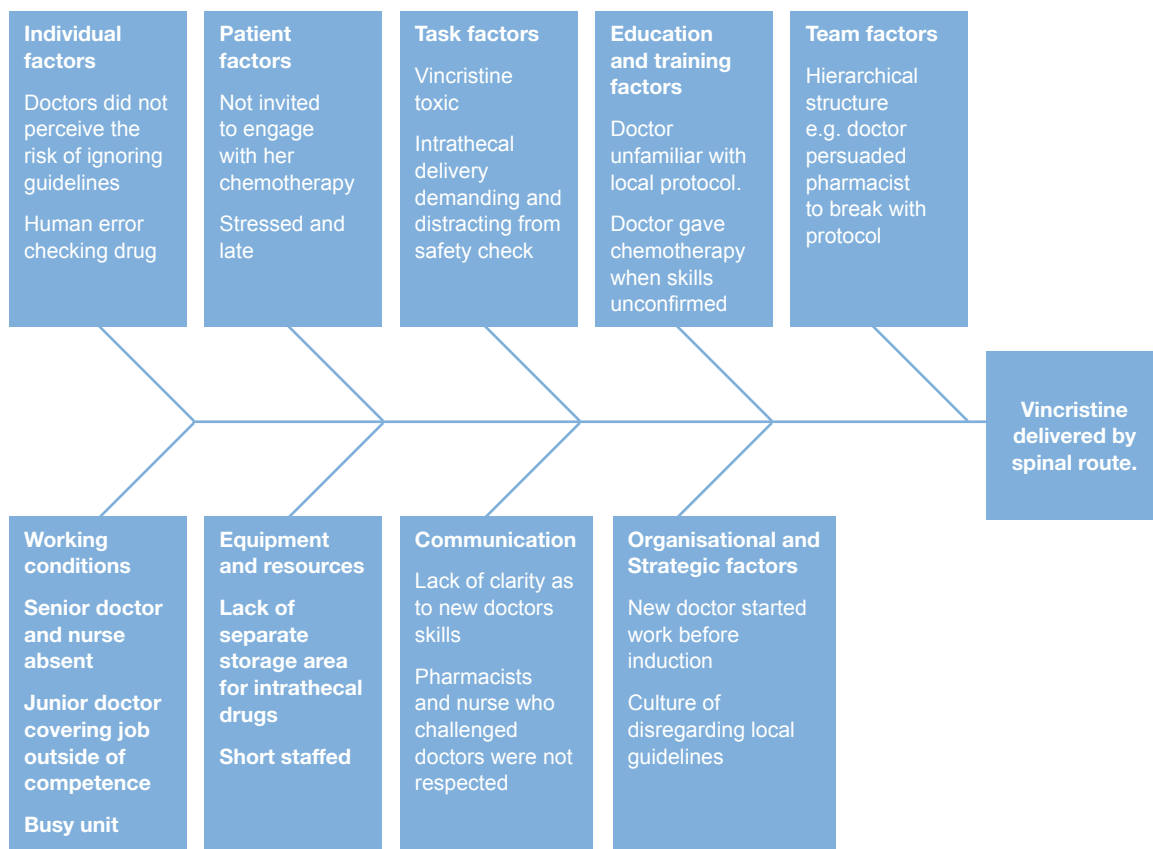 Individual
factors
Doctors did not
perceive the
risk of ignoring
guidelines
Human error
checking drug
Patient
factors
Not invited
to engage
with her
chemotherapy
Stressed and
late
Task factors
Vincristine
toxic
Intrathecal
delivery
demanding and
distracting from
safety check
Education
and training
factors
Doctor
unfamiliar with
local protocol.
Doctor gave
chemotherapy
when skills
unconfirmed
Team factors
Hierarchical
structure
e.g. doctor
persuaded
pharmacist
to break with
protocol
Vincristine
delivered by
spinal route.
Working
conditions
Senior doctor
and nurse
absent
Junior doctor
covering job
outside of
competence
Busy unit
Equipment
and resources
Lack of
separate
storage area
for intrathecal
drugs
Short staffed
Communication
Lack of clarity as
to new doctors
skills
Pharmacists
and nurse who
challenged
doctors were not
respected
Organisational and
Strategic factors
New doctor started
work before
induction
Culture of
disregarding local
guidelines